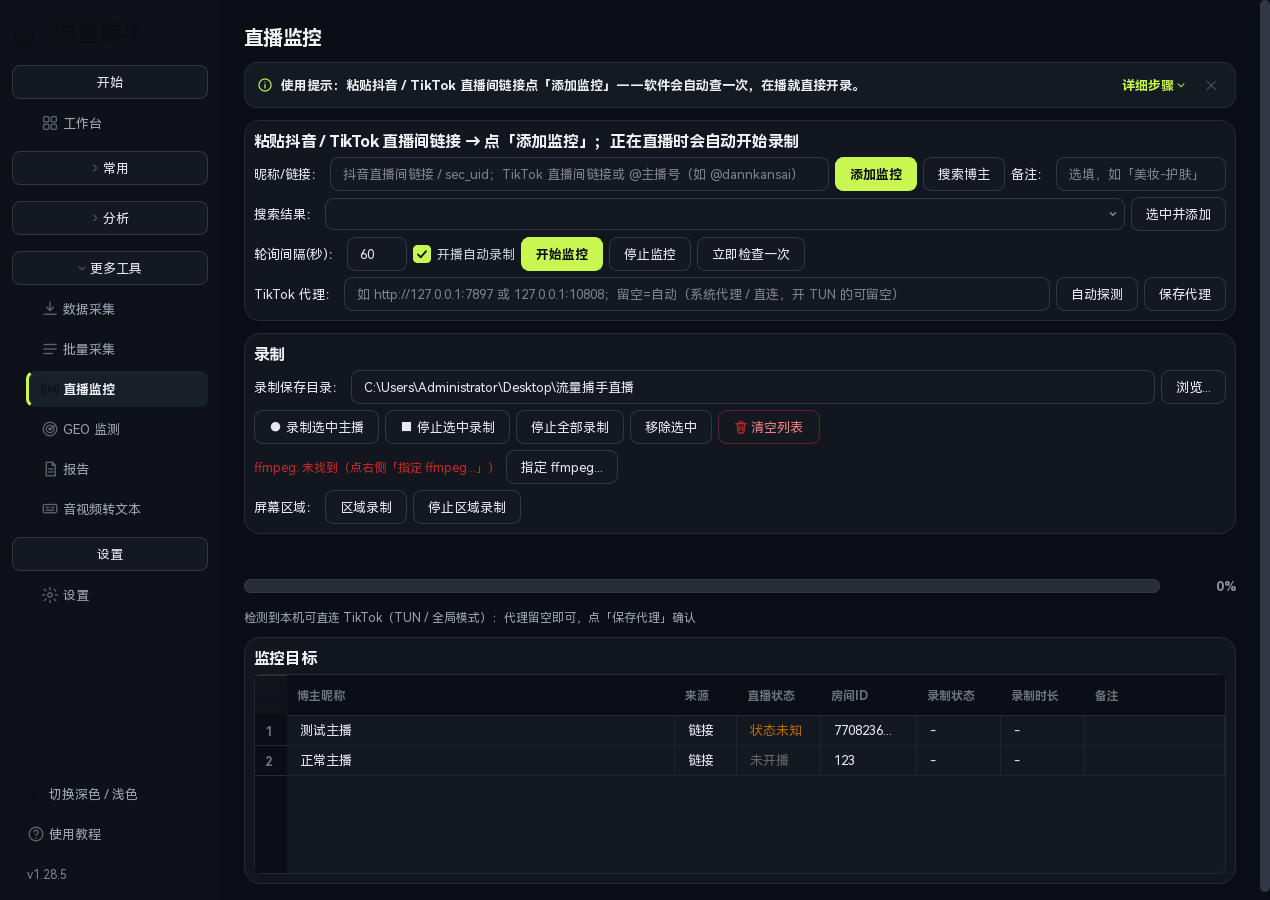 流量捕手
开始
工作台
常用
分析
更多工具
数据采集
批量采集
直播监控
GEO 监测
报告
音视频转文本
设置
设置
切换深色 / 浅色
使用教程
v1.28.5
直播监控
使用提示：粘贴抖音 / TikTok 直播间链接点「添加监控」——软件会自动查一次，在播就直接开录。 详细步骤
粘贴抖音 / TikTok 直播间链接 → 点「添加监控」；正在直播时会自动开始录制
昵称/链接： 抖音直播间链接 / sec_uid；TikTok 直播间链接或 @主播号（如 @dannkansai） 添加监控 搜索博主 备注： 选填，如「美妆-护肤」
搜索结果： 选中并添加
轮询间隔(秒)： 60 开播自动录制 开始监控 停止监控 立即检查一次
TikTok 代理： 如 http://127.0.0.1:7897 或 127.0.0.1:10808；留空=自动（系统代理 / 直连，开 TUN 的可留空） 自动探测 保存代理
录制
录制保存目录： C:\Users\Administrator\Desktop\流量捕手直播 浏览...
● 录制选中主播 ■ 停止选中录制 停止全部录制 移除选中 清空列表
ffmpeg: 未找到（点右侧「指定 ffmpeg...」） 指定 ffmpeg...
屏幕区域： 区域录制 停止区域录制
0%
检测到本机可直连 TikTok（TUN / 全局模式）：代理留空即可，点「保存代理」确认
监控目标
博主昵称 来源 直播状态 房间ID 录制状态 录制时长 备注
1 测试主播 链接 状态未知 7708236... - -
2 正常主播 链接 未开播 123 - -